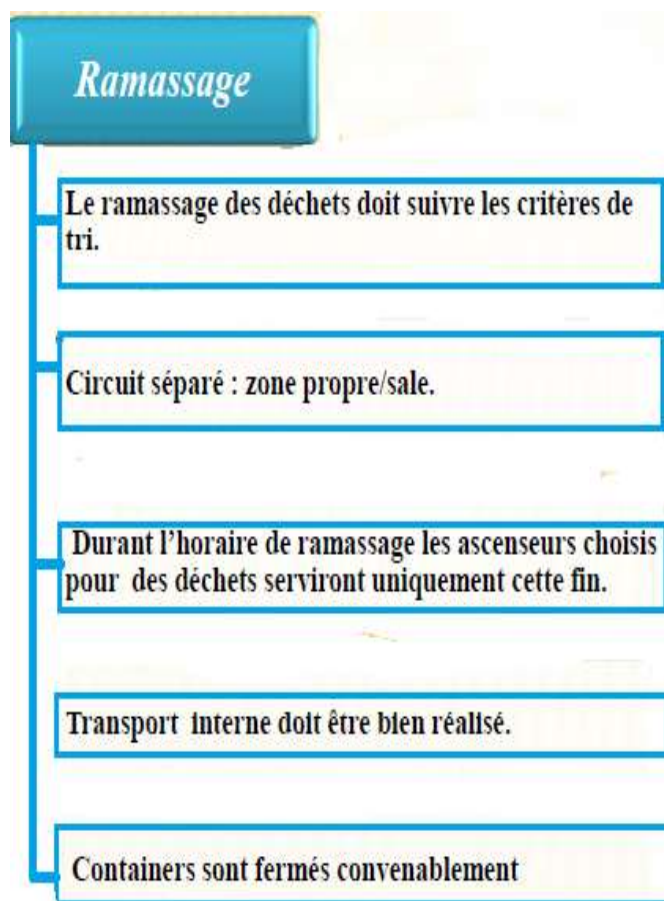 Ramassage
Le ramassage des déchets doit suivre les critères de
tri.
Circuit séparé : zone propre/sale.
Durant l’horaire de ramassage les ascenseurs choisis
pour des déchets serviront uniquement cette fin.
Transport interne doit être bien réalisé.
Containers sont fermés convenablement